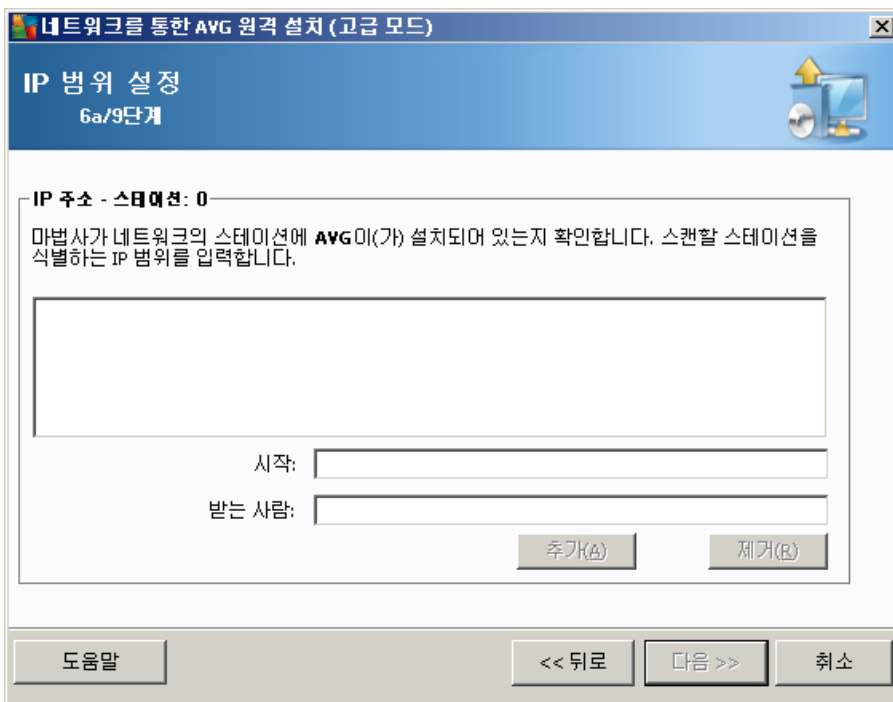 네트워크를 통한 AVG 원격 설치 (고급 모드)
IP 범위 설정
6a/9단계
IP 주소 - 스테이션: 0
마법사가 네트워크의 스테이션에 AVG이(가) 설치되어 있는지 확인합니다. 스캔할 스테이션을
식별하는 IP 범위를 입력합니다.
시작:
받는 사람:
추가(A) 제거(R)
도움말 << 뒤로 다음 >> 취소